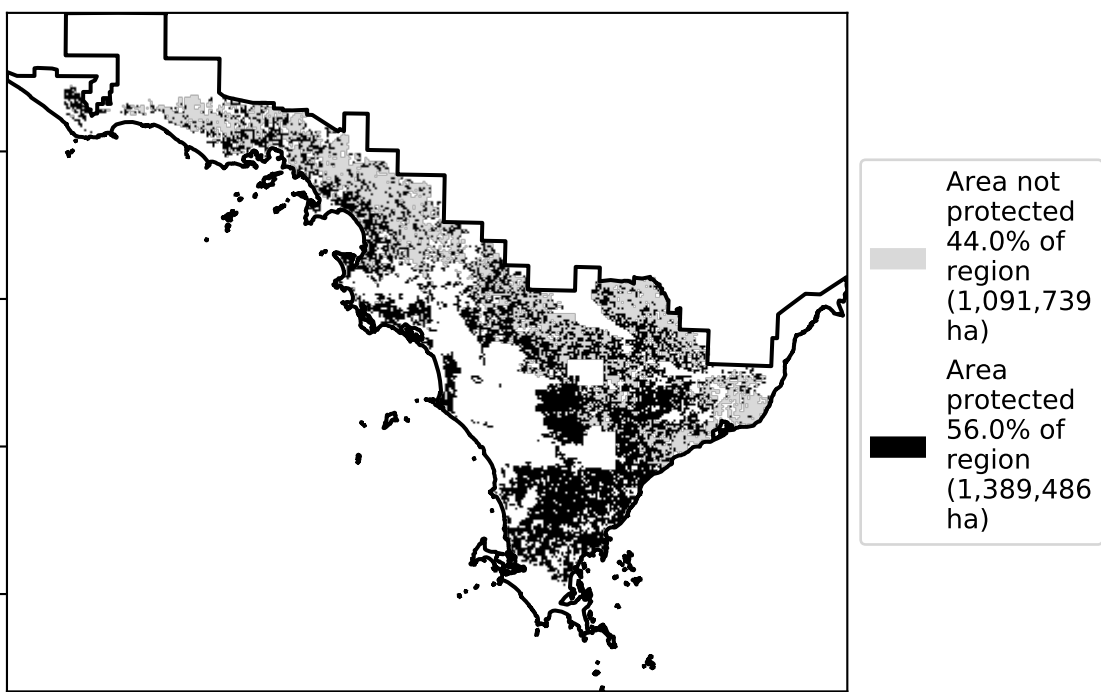 Area not
protected
44.0% of
region
(1,091,739
ha)
Area
protected
56.0% of
region
(1,389,486
ha)